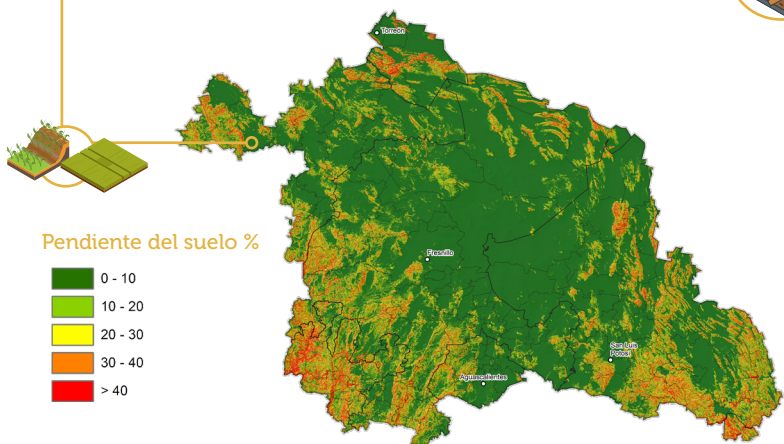 Torreón
Pendiente del suelo %
0 - 10
10 - 20
20 - 30
30 - 40
> 40
Fresnillo
San Luis
Potosí
Aguascalientes